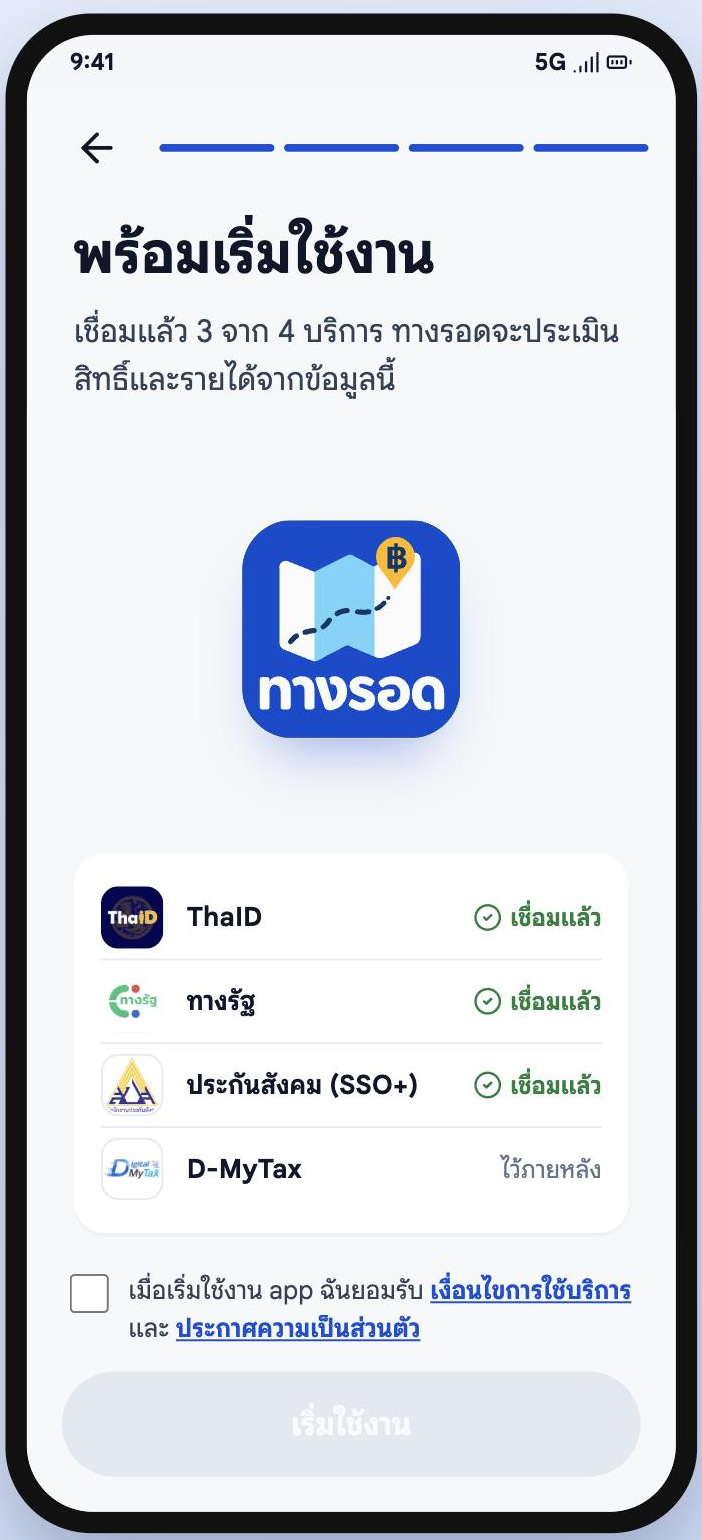 9:41 5G
พร้อมเริ่มใช้งาน
เชื่อมแล้ว 3 จาก 4 บริการ ทางรอดจะประเมิน
สิทธิ์และรายได้จากข้อมูลนี้
฿
ทางรอด
ThaID ThaID เชื่อมแล้ว
ทางรัฐ ทางรัฐ เชื่อมแล้ว
ประกันสังคม (SSO+) เชื่อมแล้ว
Digital MyTax D-MyTax ไว้ภายหลัง
เมื่อเริ่มใช้งาน app ฉันยอมรับ เงื่อนไขการใช้บริการ
และ ประกาศความเป็นส่วนตัว
เริ่มใช้งาน